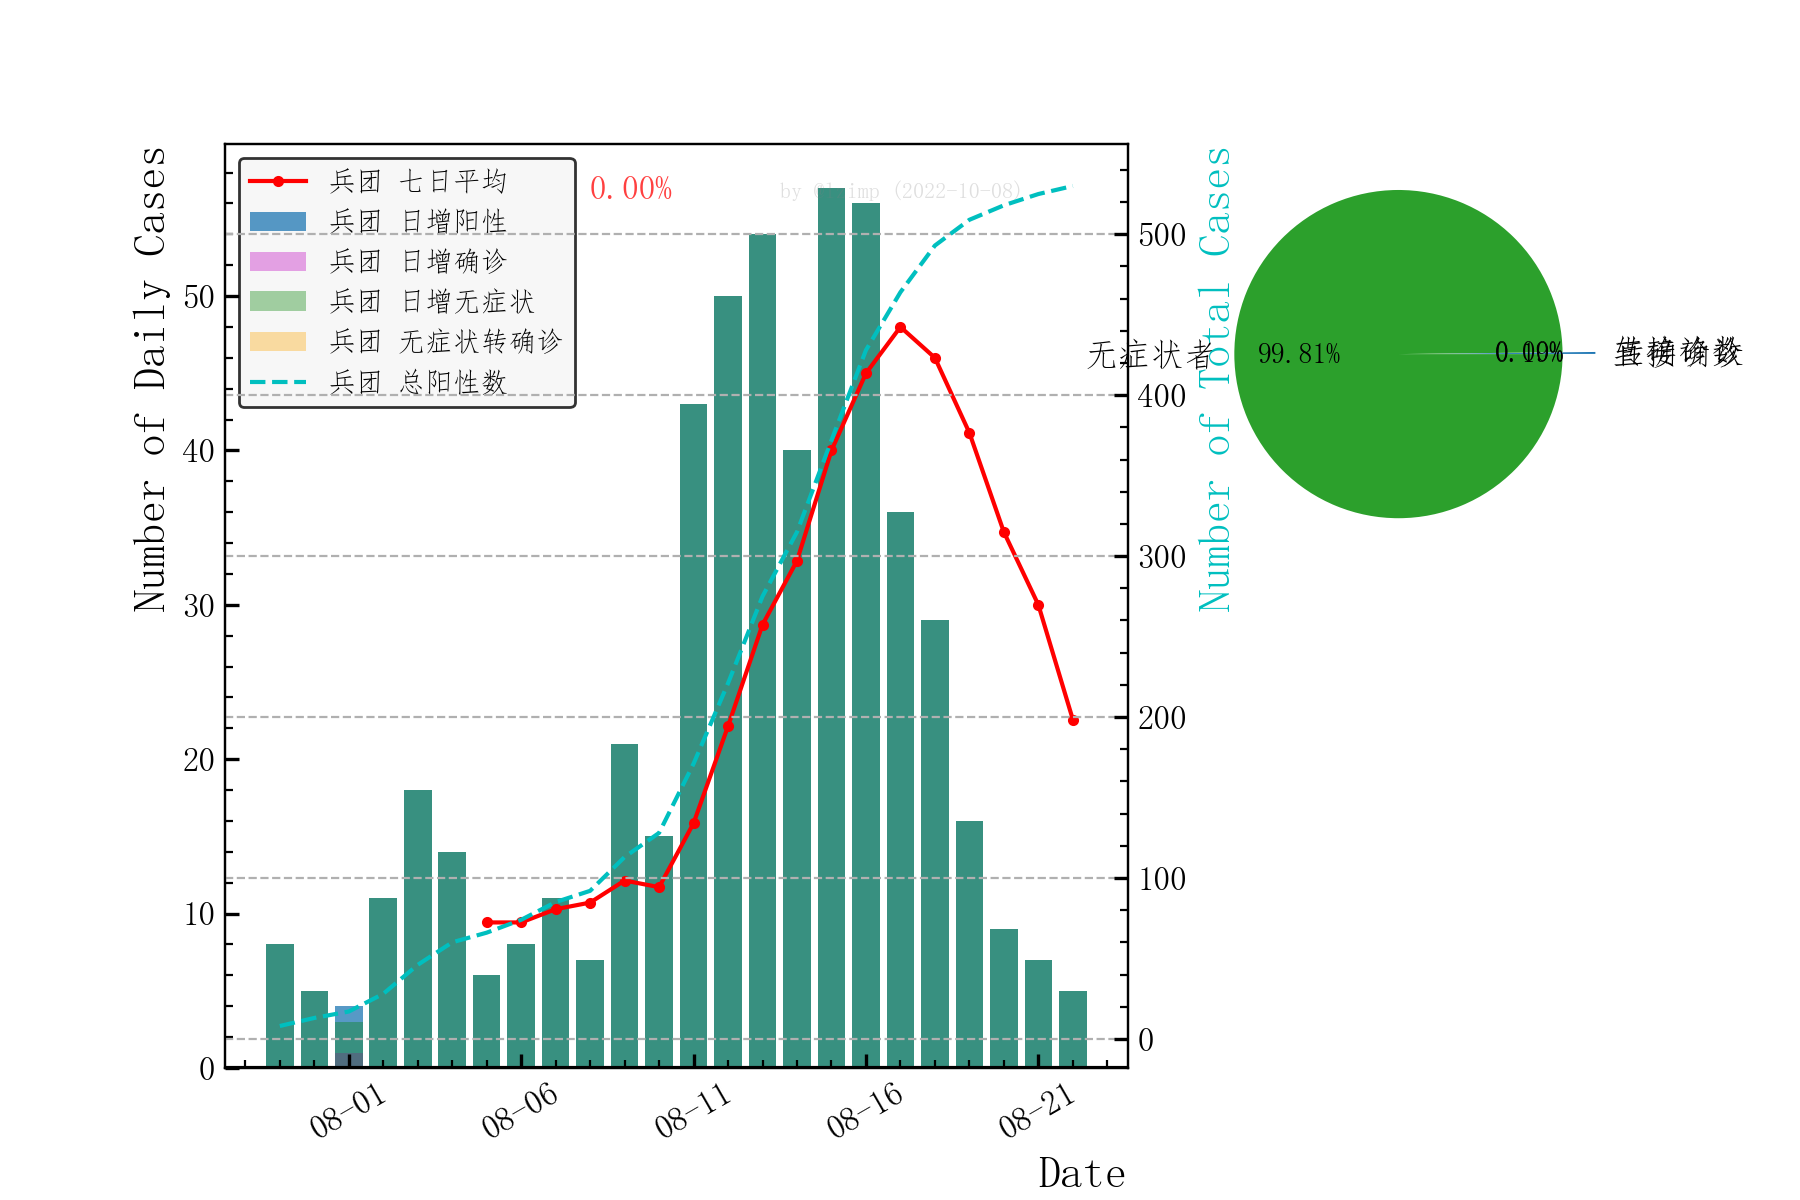 兵团 七日平均
兵团 日增阳性
兵团 日增确诊
兵团 日增无症状
兵团 无症状转确诊
兵团 总阳性数
0.00%
by (2022-10-08)
Number of Daily Cases
50
40
30
20
10
0
500
400
300
200
100
0
Number of Total Cases
08-01
08-06
08-11
08-16
08-21
Date
无症状者
99.81%